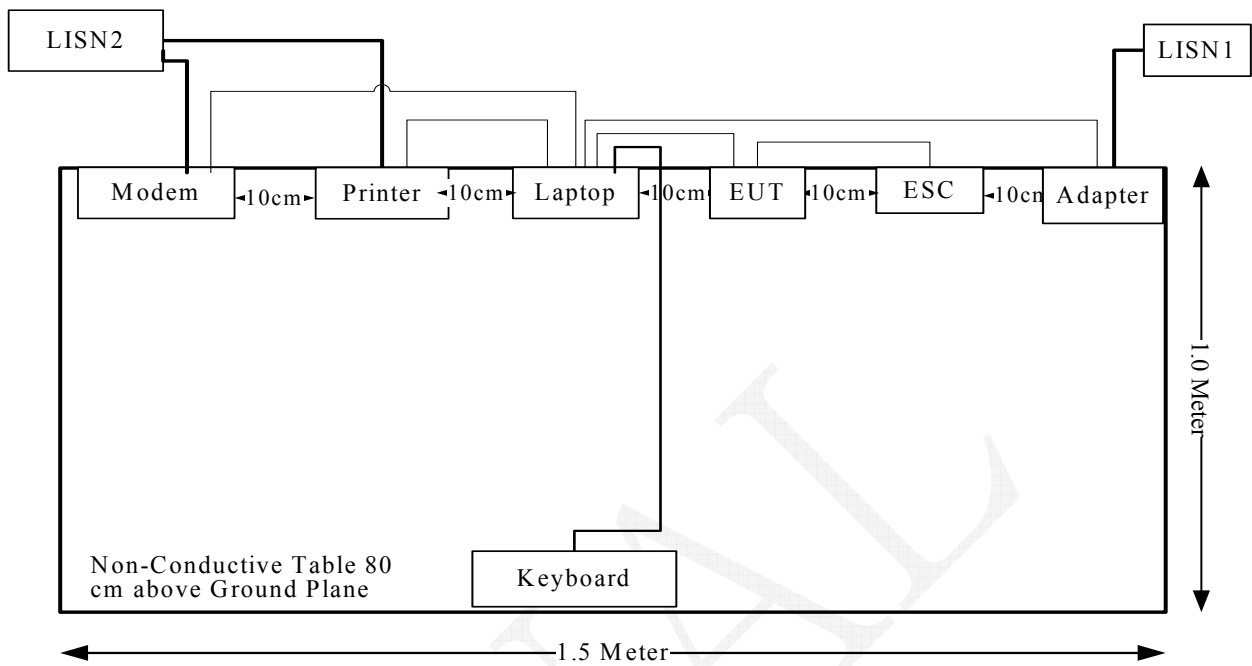 LISN2
LISN1
Modem
10cm
Printer
10cm
Laptop
10cm
EUT
10cm
ESC
10cm
Adapter
1.0 Meter
Non-Conductive Table 80
cm above Ground Plane
Keyboard
1.5 Meter